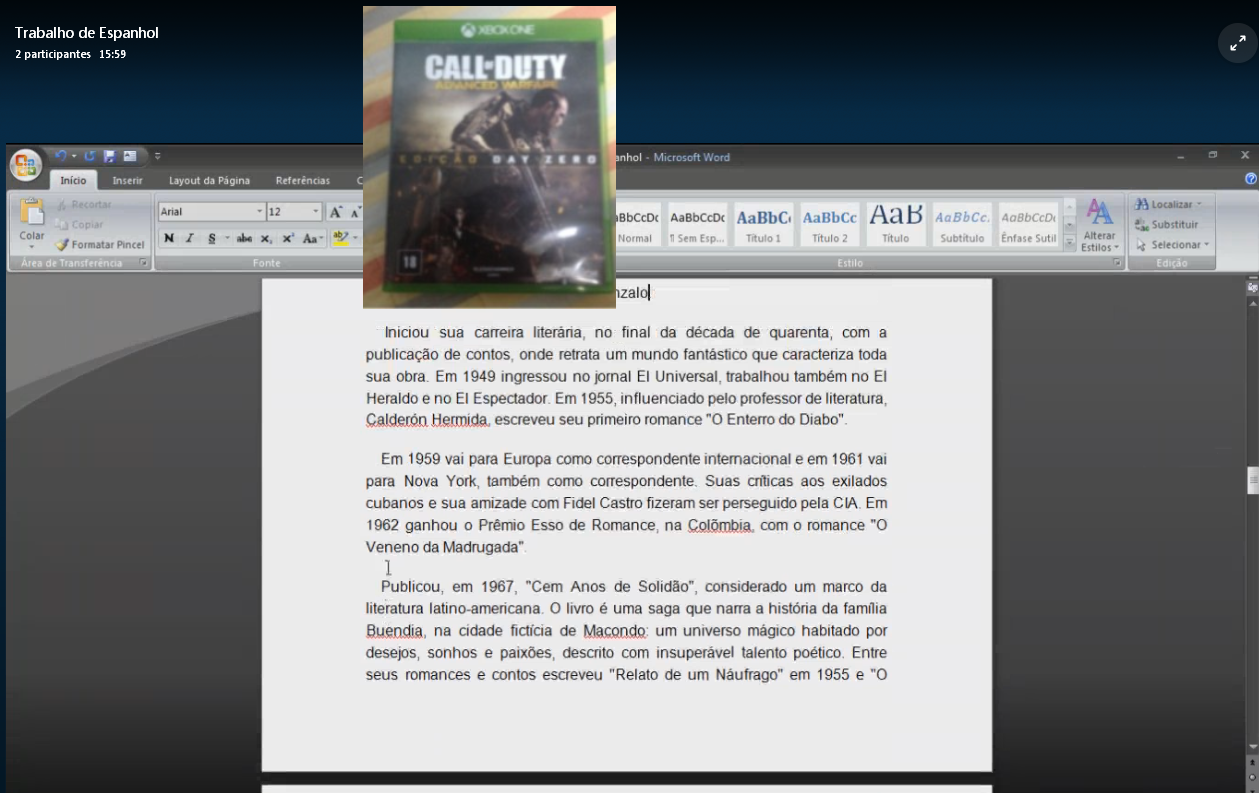 Trabalho de Espanhol
2 participantes 15:59
XBOX ONE
CALL OF DUTY
ADVANCED WARFARE
EDIÇÃO DAY ZERO
18
anhol - Microsoft Word
Início Inserir Layout da Página Referências C
Colar
Recortar
Copiar
Formatar Pincel
Área de Transferência
Arial 12
N I S abc X₂ X² Aa ab
Fonte
aBbCcDc AaBbCcDc AaBbC AaBbCc AaB AaBbCc. AaBbCcDc
Normal ¶ Sem Esp... Título 1 Título 2 Título Subtítulo Ênfase Sutil
Alterar
Estilos
Estilo
Localizar
Substituir
Selecionar
Edição
nzalo
Iniciou sua carreira literária, no final da década de quarenta, com a
publicação de contos, onde retrata um mundo fantástico que caracteriza toda
sua obra. Em 1949 ingressou no jornal El Universal, trabalhou também no El
Heraldo e no El Espectador. Em 1955, influenciado pelo professor de literatura,
Calderón Hermida, escreveu seu primeiro romance "O Enterro do Diabo".
Em 1959 vai para Europa como correspondente internacional e em 1961 vai
para Nova York, também como correspondente. Suas críticas aos exilados
cubanos e sua amizade com Fidel Castro fizeram ser perseguido pela CIA. Em
1962 ganhou o Prêmio Esso de Romance, na Colõmbia, com o romance "O
Veneno da Madrugada".
Publicou, em 1967, "Cem Anos de Solidão", considerado um marco da
literatura latino-americana. O livro é uma saga que narra a história da família
Buendia, na cidade fictícia de Macondo: um universo mágico habitado por
desejos, sonhos e paixões, descrito com insuperável talento poético. Entre
seus romances e contos escreveu "Relato de um Náufrago" em 1955 e "O